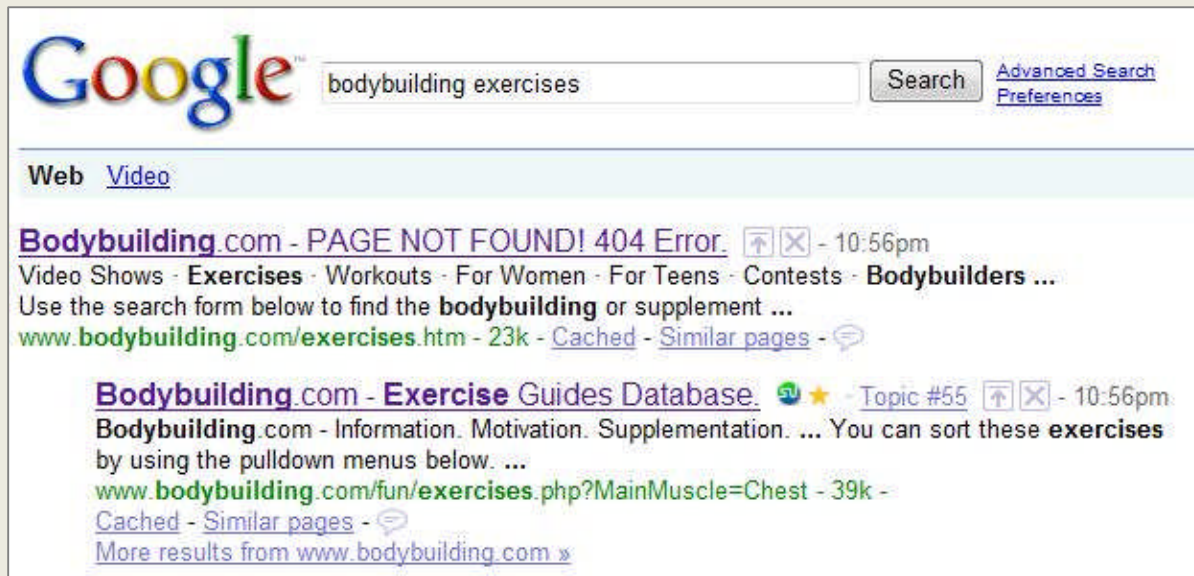 Google™
bodybuilding exercises
Search
Advanced Search
Preferences
Web Video
Bodybuilding.com - PAGE NOT FOUND! 404 Error. - 10:56pm
Video Shows · Exercises · Workouts · For Women · For Teens · Contests · Bodybuilders ...
Use the search form below to find the bodybuilding or supplement ...
www.bodybuilding.com/exercises.htm - 23k - Cached - Similar pages -
Bodybuilding.com - Exercise Guides Database. - Topic #55 - 10:56pm
Bodybuilding.com - Information. Motivation. Supplementation. ... You can sort these exercises
by using the pulldown menus below. ...
www.bodybuilding.com/fun/exercises.php?MainMuscle=Chest - 39k -
Cached - Similar pages -
More results from www.bodybuilding.com »